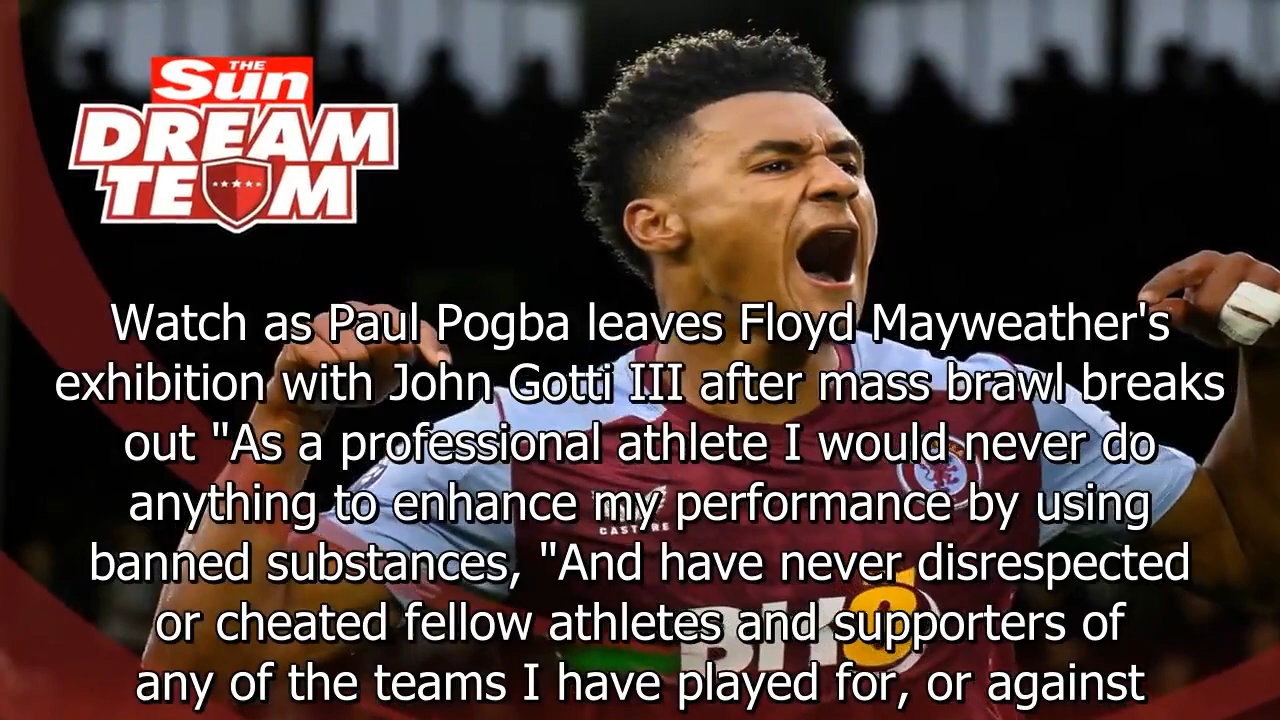 THE
Sun
DREAM
TEAM
Watch as Paul Pogba leaves Floyd Mayweather's
exhibition with John Gotti III after mass brawl breaks
out "As a professional athlete I would never do
anything to enhance my performance by using
banned substances, "And have never disrespected
or cheated fellow athletes and supporters of
any of the teams I have played for, or against
CASTORE